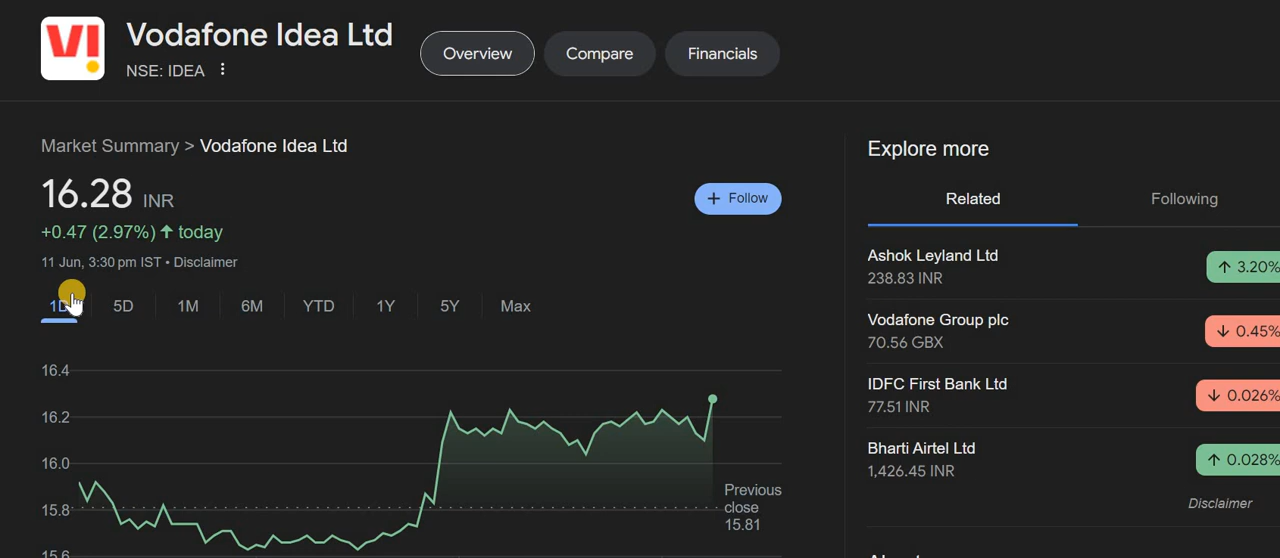 VI!
Vodafone Idea Ltd
NSE: IDEA
Overview
Compare
Financials
Market Summary > Vodafone Idea Ltd
16.28 INR
+0.47 (2.97%) ↑ today
11 Jun, 3:30 pm IST • Disclaimer
+ Follow
1D
5D
1M
6M
YTD
1Y
5Y
Max
16.4
16.2
16.0
15.8
15.6
Previous
close
15.81
Explore more
Related
Following
Ashok Leyland Ltd
238.83 INR
↑ 3.20%
Vodafone Group plc
70.56 GBX
↓ 0.45%
IDFC First Bank Ltd
77.51 INR
↓ 0.026%
Bharti Airtel Ltd
1,426.45 INR
↑ 0.028%
Disclaimer